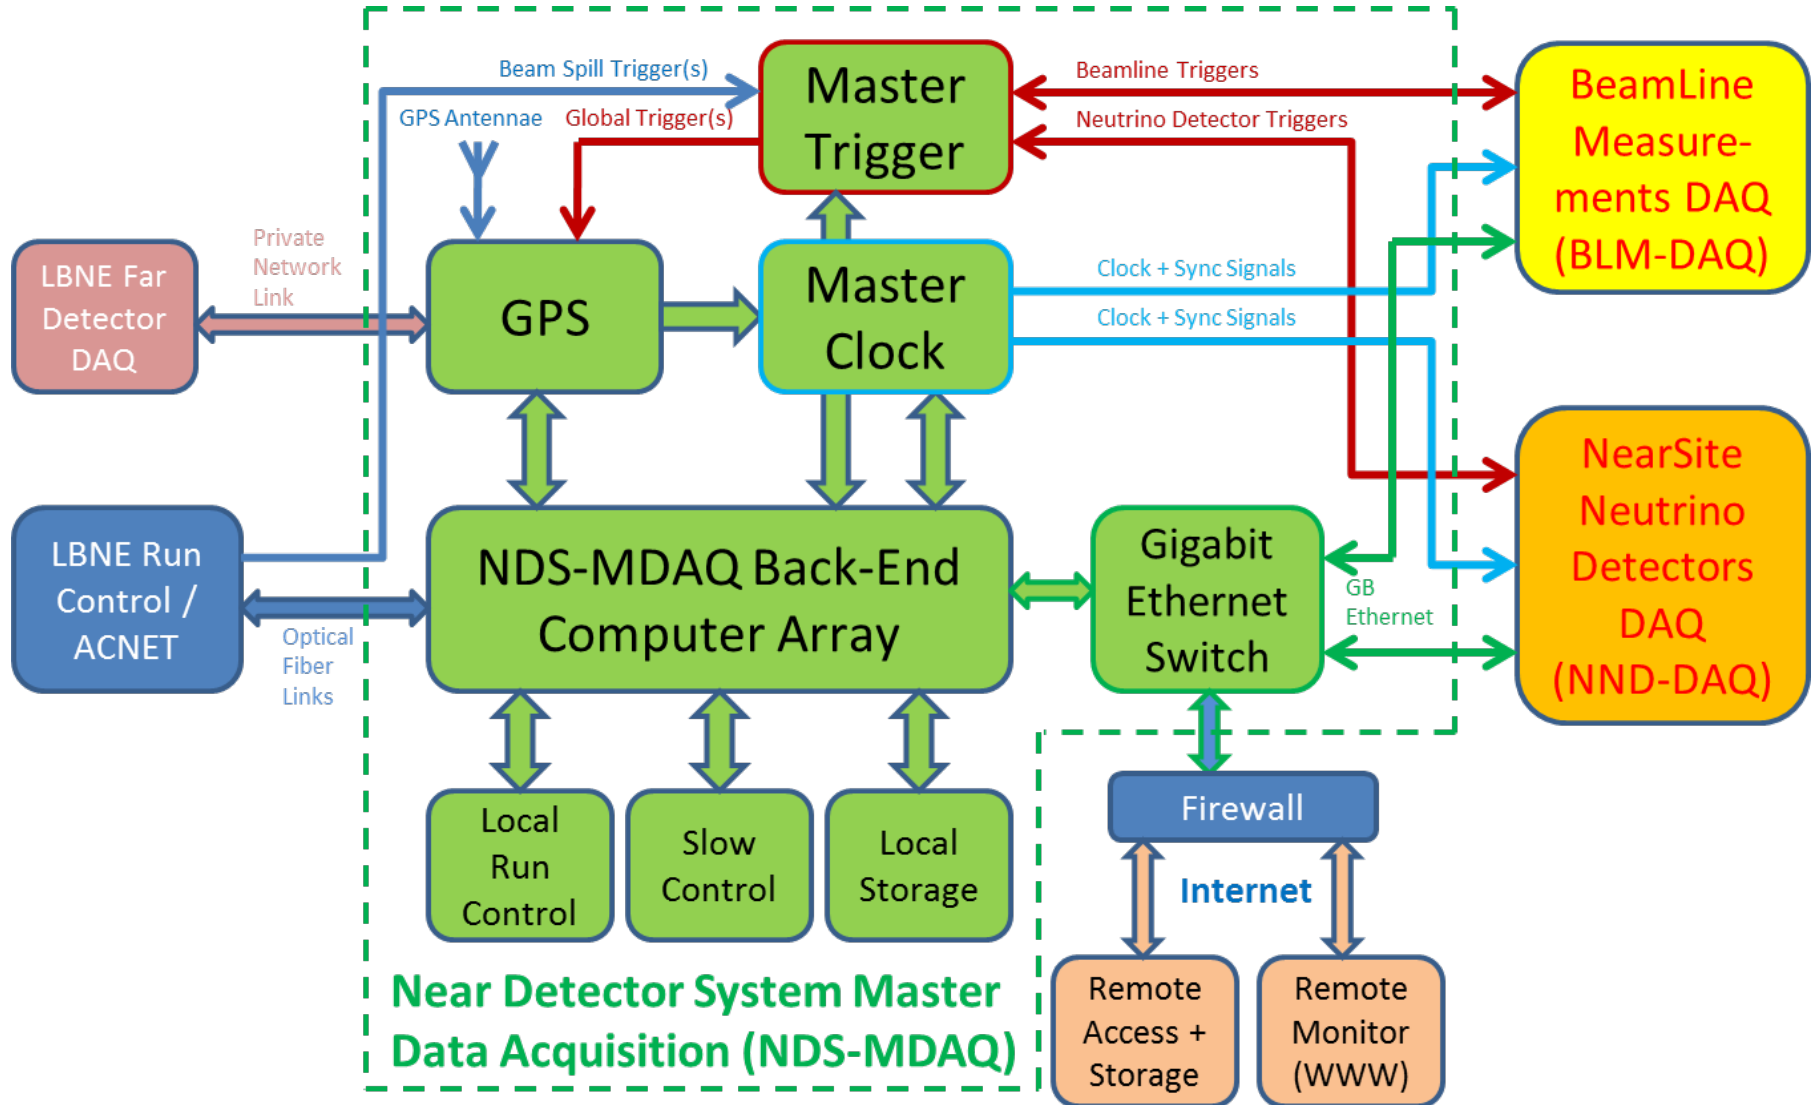 Beam Spill Trigger(s)
GPS Antennae
Global Trigger(s)
Master
Trigger
Beamline Triggers
Neutrino Detector Triggers
BeamLine
Measure-
ments DAQ
(BLM-DAQ)
Private
Network
Link
LBNE Far
Detector
DAQ
GPS
Master
Clock
Clock + Sync Signals
Clock + Sync Signals
LBNE Run
Control /
ACNET
Optical
Fiber
Links
NDS-MDAQ Back-End
Computer Array
Gigabit
Ethernet
Switch
GB
Ethernet
NearSite
Neutrino
Detectors
DAQ
(NND-DAQ)
Local
Run
Control
Slow
Control
Local
Storage
Firewall
Internet
Remote
Access +
Storage
Remote
Monitor
(WWW)
Near Detector System Master
Data Acquisition (NDS-MDAQ)